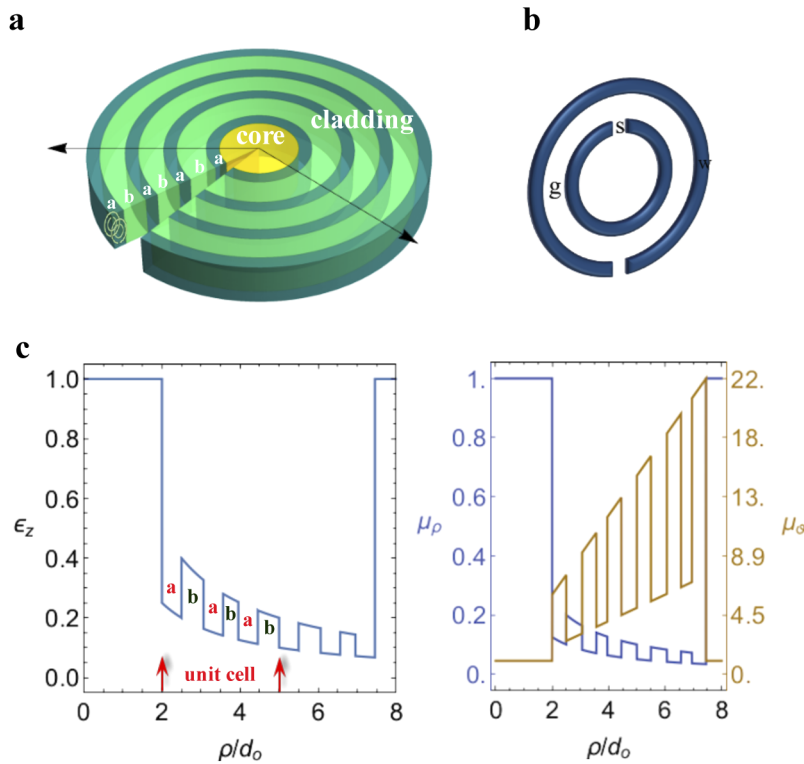 a
b
core
cladding
a b a b a b a
s
g
w
c
1.0
0.8
0.6
0.4
0.2
0.0
ϵz
a b a b a b
unit cell
0 2 4 6 8
ρ/do
1.
0.8
0.6
0.4
0.2
0.
μρ
22.
18.
13.
8.9
4.5
0.
μϑ
0 2 4 6 8
ρ/do